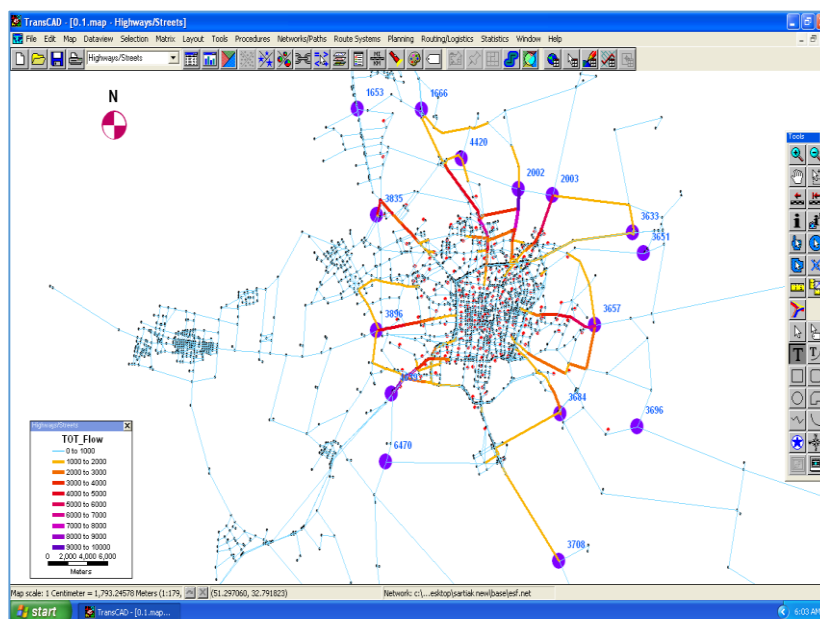 TransCAD - [0.1.map - Highways/Streets]
File Edit Map Dataview Selection Matrix Layout Tools Procedures Networks/Paths Route Systems Planning Routing/Logistics Statistics Window Help
Highways/Streets
N
1653
1666
4420
2002
2003
3835
3633
3651
Tools
3896
3657
3684
3696
6470
3708
Highways/Streets
TOT_Flow
0 to 1000
1000 to 2000
2000 to 3000
3000 to 4000
4000 to 5000
5000 to 6000
6000 to 7000
7000 to 8000
8000 to 9000
9000 to 10000
0 2,000 4,000 6,000
Meters
Map scale: 1 Centimeter = 1,793.24578 Meters (1:179, (51.297060, 32.791823) Network: c:\...esktop\sartiak new\base\esf.net
start TransCAD - [0.1.map... 6:03 AM